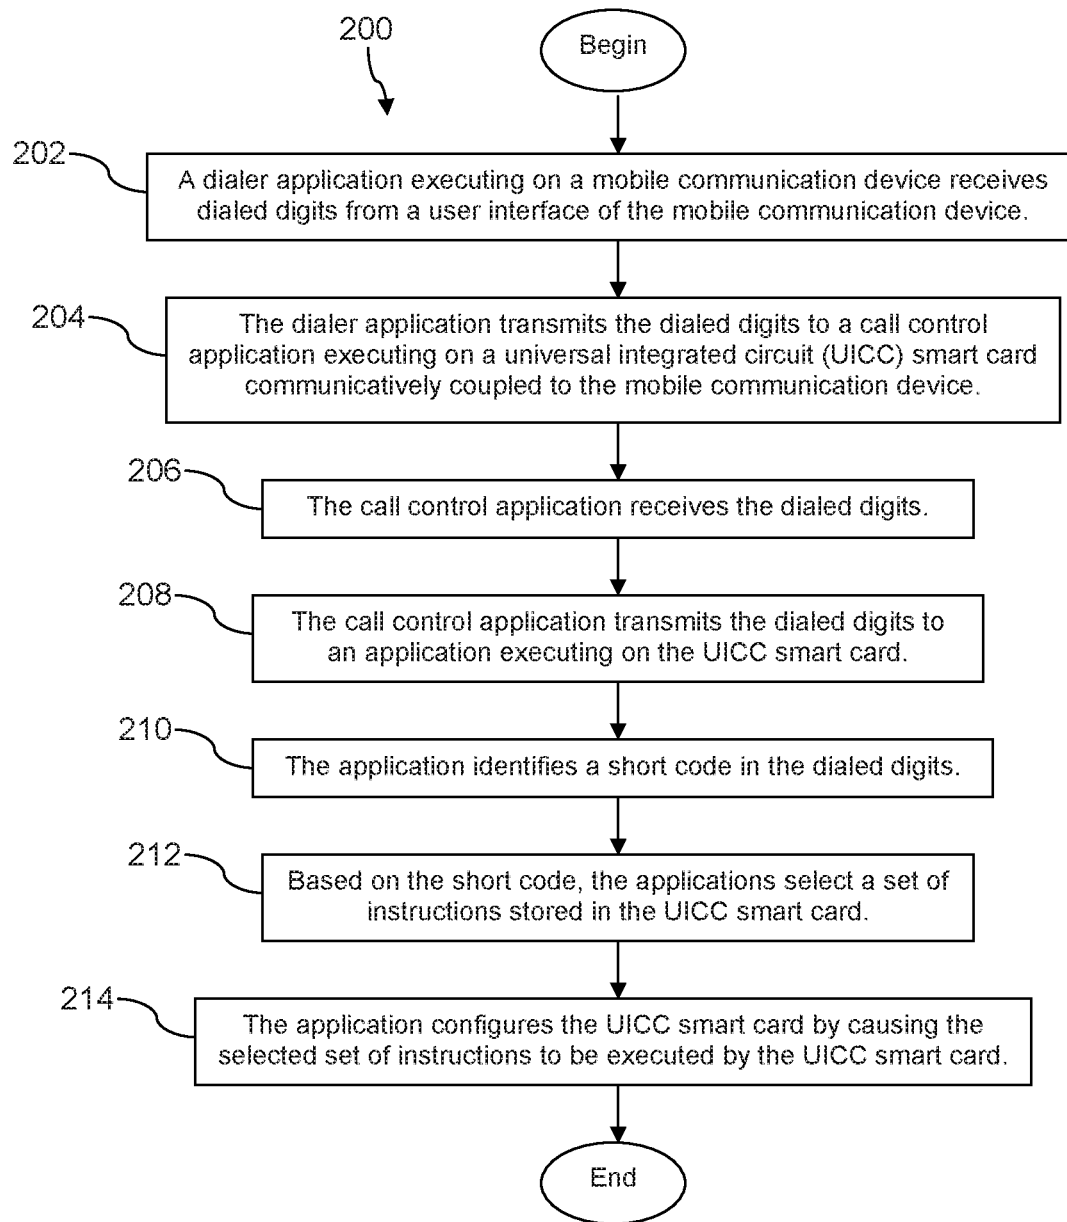 200
Begin
202
A dialer application executing on a mobile communication device receives
dialed digits from a user interface of the mobile communication device.
204
The dialer application transmits the dialed digits to a call control
application executing on a universal integrated circuit (UICC) smart card
communicatively coupled to the mobile communication device.
206
The call control application receives the dialed digits.
208
The call control application transmits the dialed digits to
an application executing on the UICC smart card.
210
The application identifies a short code in the dialed digits.
212
Based on the short code, the applications select a set of
instructions stored in the UICC smart card.
214
The application configures the UICC smart card by causing the
selected set of instructions to be executed by the UICC smart card.
End